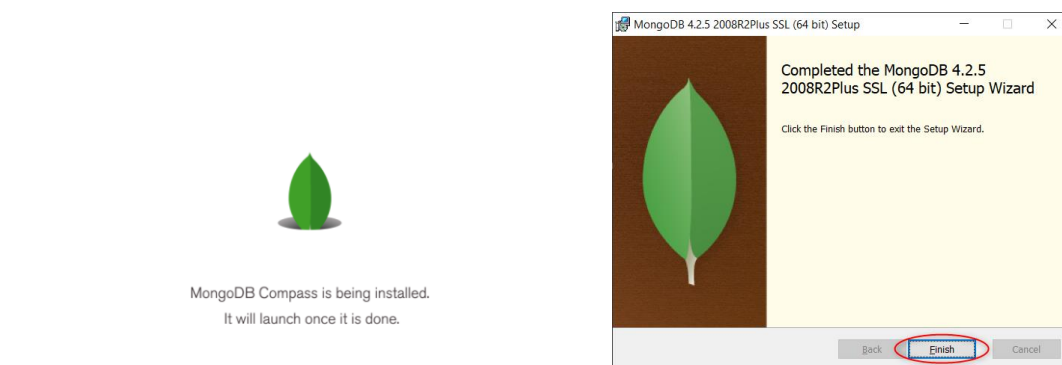 MongoDB Compass is being installed.
It will launch once it is done.
MongoDB 4.2.5 2008R2Plus SSL (64 bit) Setup
Completed the MongoDB 4.2.5
2008R2Plus SSL (64 bit) Setup Wizard
Click the Finish button to exit the Setup Wizard.
Back Finish Cancel